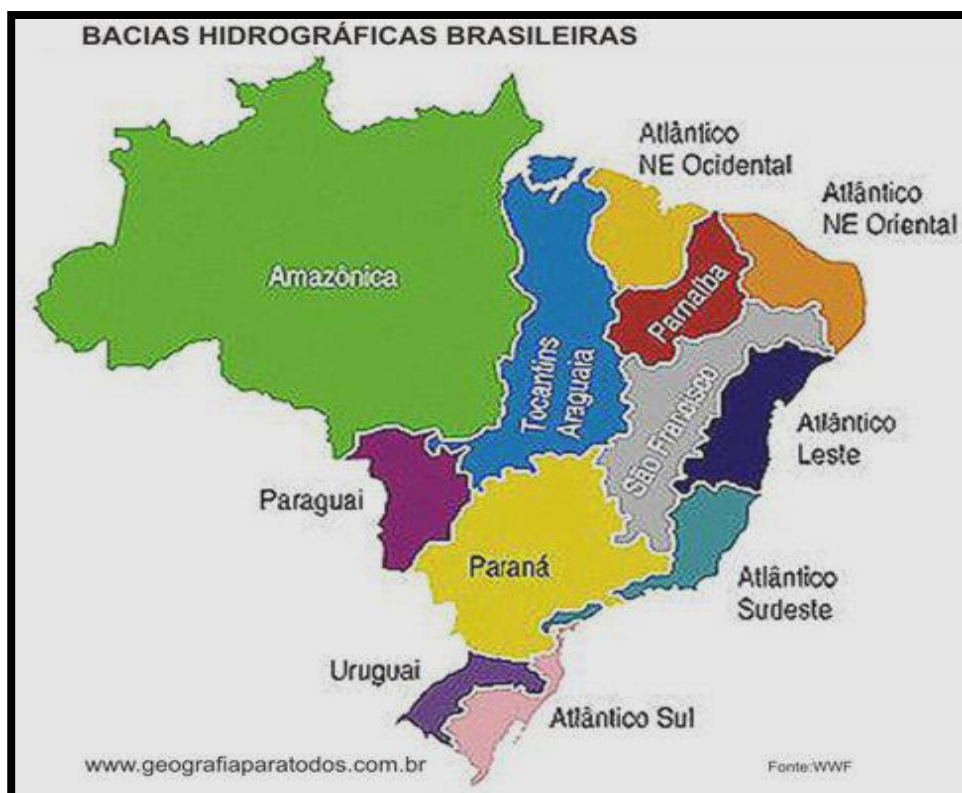 BACIAS HIDROGRÁFICAS BRASILEIRAS
Atlântico
NE Ocidental
Atlântico
NE Oriental
Amazônica
Parnaíba
Tocantins
Araguaia
São Francisco
Atlântico
Leste
Paraguai
Paraná
Atlântico
Sudeste
Uruguai
Atlântico Sul
www.geografiaparatodos.com.br
Fonte:WWF